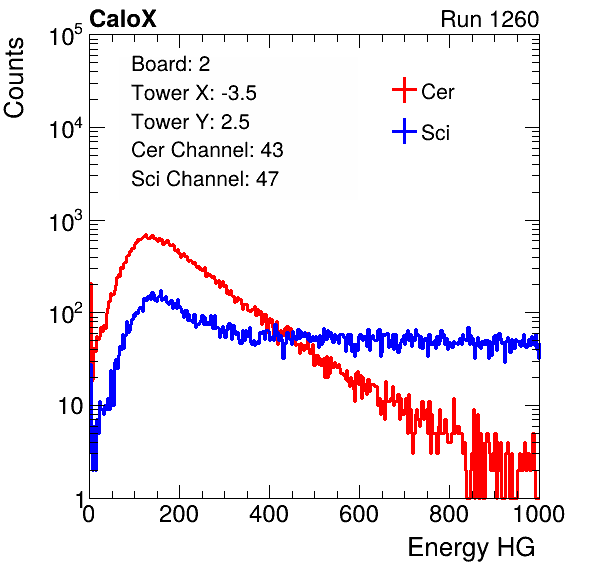 CaloX Run 1260
Counts
Board: 2
Tower X: -3.5
Tower Y: 2.5
Cer Channel: 43
Sci Channel: 47
Cer
Sci
10^5
10^4
10^3
10^2
10
1
0 200 400 600 800 1000
Energy HG